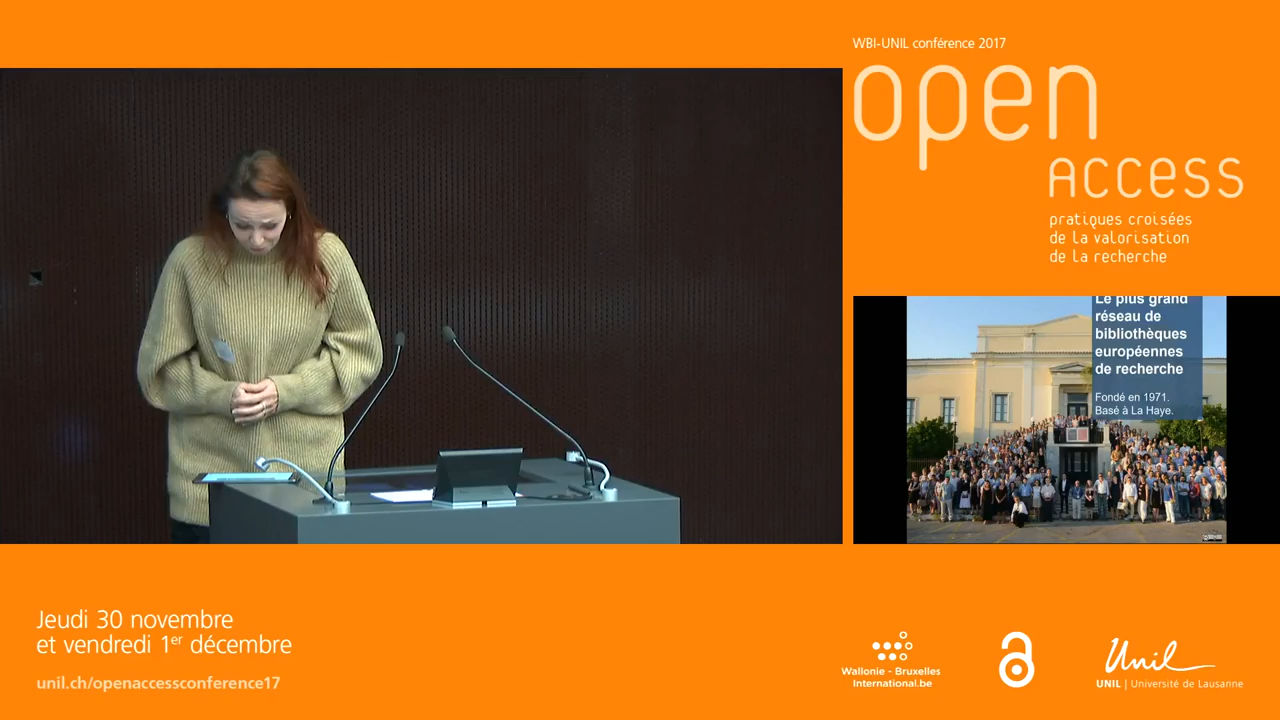 WBI-UNIL conférence 2017
open
access
pratiques croisées
de la valorisation
de la recherche
Le plus grand
réseau de
bibliothèques
européennes
de recherche
Fondé en 1971.
Basé à La Haye.
Jeudi 30 novembre
et vendredi 1er décembre
unil.ch/openaccessconference17
Wallonie - Bruxelles
International.be
Unil
UNIL | Université de Lausanne